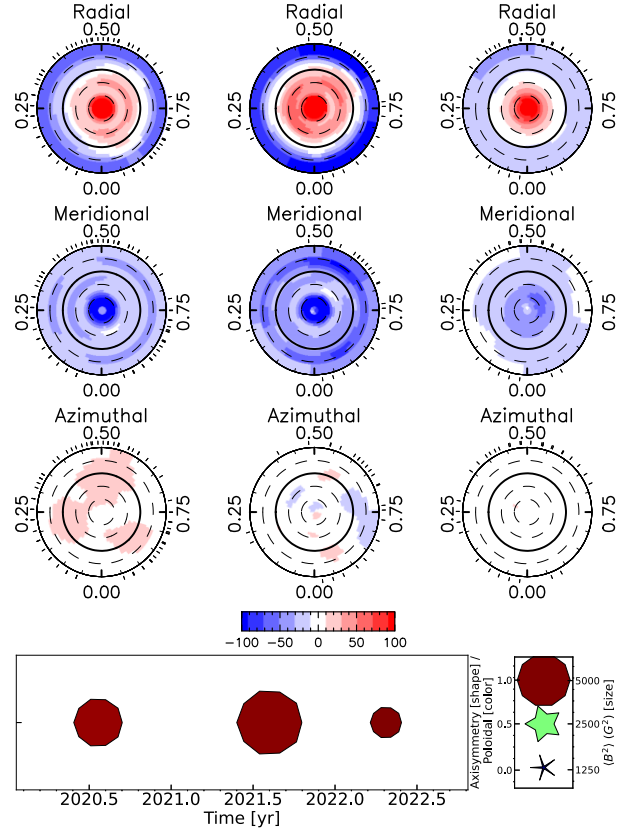 Radial Radial Radial
0.50 0.50 0.50
0.25 0.75 0.25 0.75 0.25 0.75
0.00 0.00 0.00
Meridional Meridional Meridional
0.50 0.50 0.50
0.25 0.75 0.25 0.75 0.25 0.75
0.00 0.00 0.00
Azimuthal Azimuthal Azimuthal
0.50 0.50 0.50
0.25 0.75 0.25 0.75 0.25 0.75
0.00 0.00 0.00
-100 -50 0 50 100
Axisymmetry [shape] /
Poloidal [color]
1.0 5000
0.5 2500
0.0 1250
⟨B²⟩ (G²) [size]
2020.5 2021.0 2021.5 2022.0 2022.5
Time [yr]